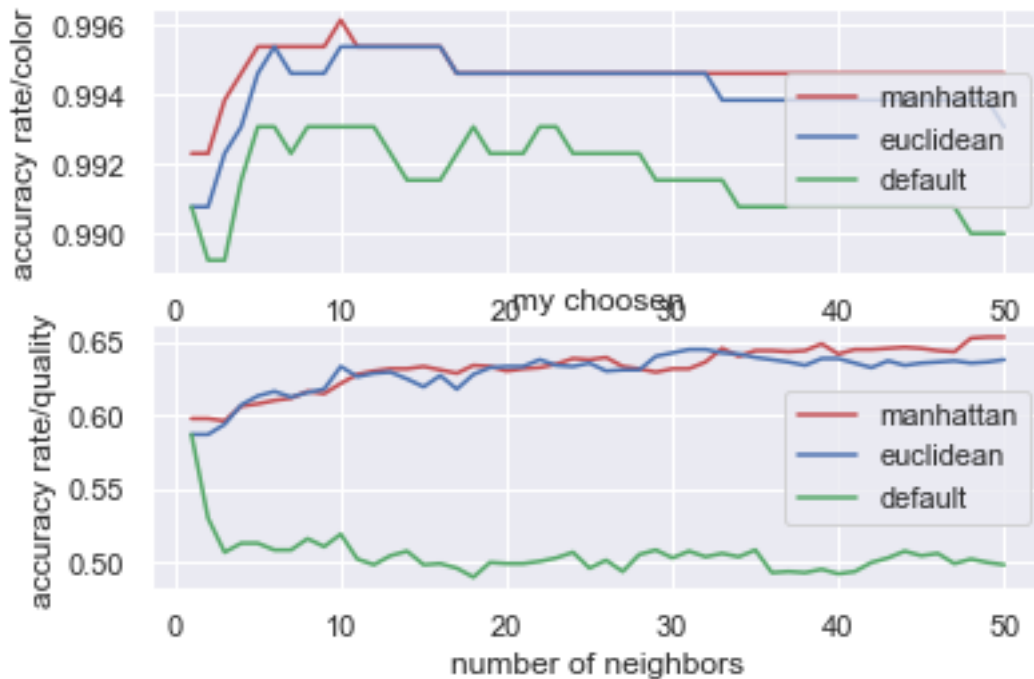 accuracy rate/color
0.996
0.994
0.992
0.990
manhattan
euclidean
default
0 10 20 30 40 50
my choosen
accuracy rate/quality
0.65
0.60
0.55
0.50
manhattan
euclidean
default
0 10 20 30 40 50
number of neighbors